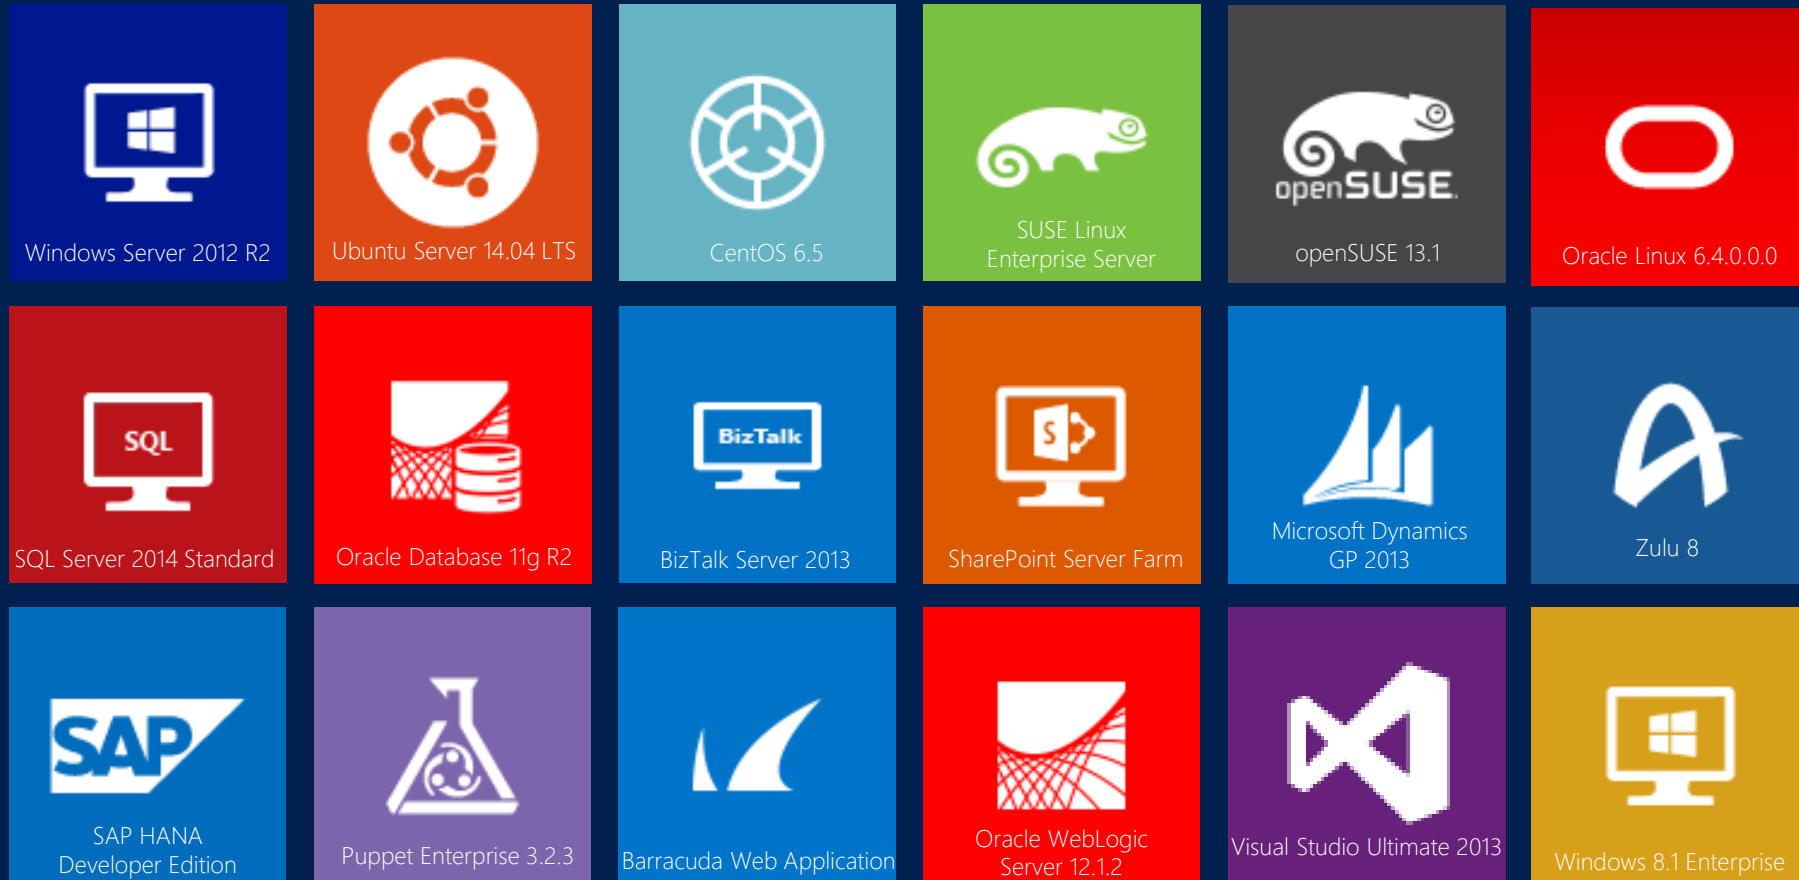 Windows Server 2012 R2
Ubuntu Server 14.04 LTS
CentOS 6.5
SUSE Linux
Enterprise Server
openSUSE
openSUSE 13.1
Oracle Linux 6.4.0.0.0
SQL
SQL Server 2014 Standard
Oracle Database 11g R2
BizTalk
BizTalk Server 2013
S
SharePoint Server Farm
Microsoft Dynamics
GP 2013
Zulu 8
SAP
SAP HANA
Developer Edition
Puppet Enterprise 3.2.3
Barracuda Web Application
Oracle WebLogic
Server 12.1.2
Visual Studio Ultimate 2013
Windows 8.1 Enterprise